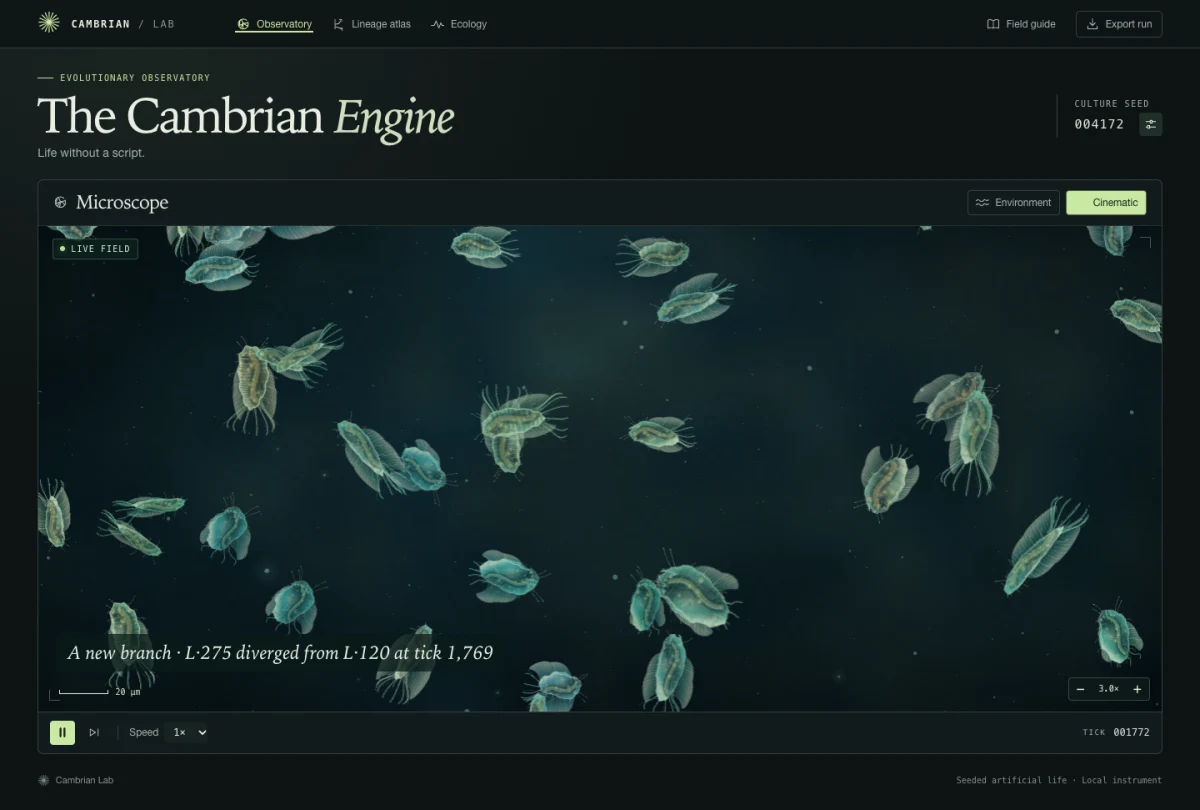 CAMBRIAN / LAB
Observatory
Lineage atlas
Ecology
Field guide
Export run
EVOLUTIONARY OBSERVATORY
The Cambrian Engine
Life without a script.
CULTURE SEED
004172
Microscope
Environment
Cinematic
LIVE FIELD
A new branch · L·275 diverged from L·120 at tick 1,769
20 μm
− 3.0× +
Speed 1×
TICK 001772
Cambrian Lab
Seeded artificial life · Local instrument